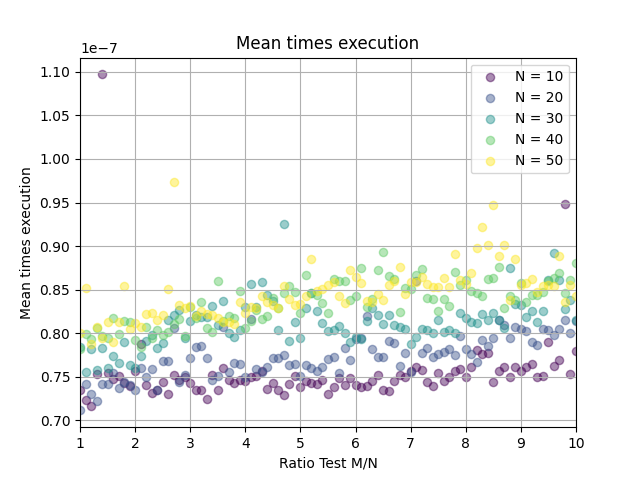 Mean times execution
1e−7
1.10
1.05
1.00
0.95
0.90
0.85
0.80
0.75
0.70
Mean times execution
N = 10
N = 20
N = 30
N = 40
N = 50
1 2 3 4 5 6 7 8 9 10
Ratio Test M/N